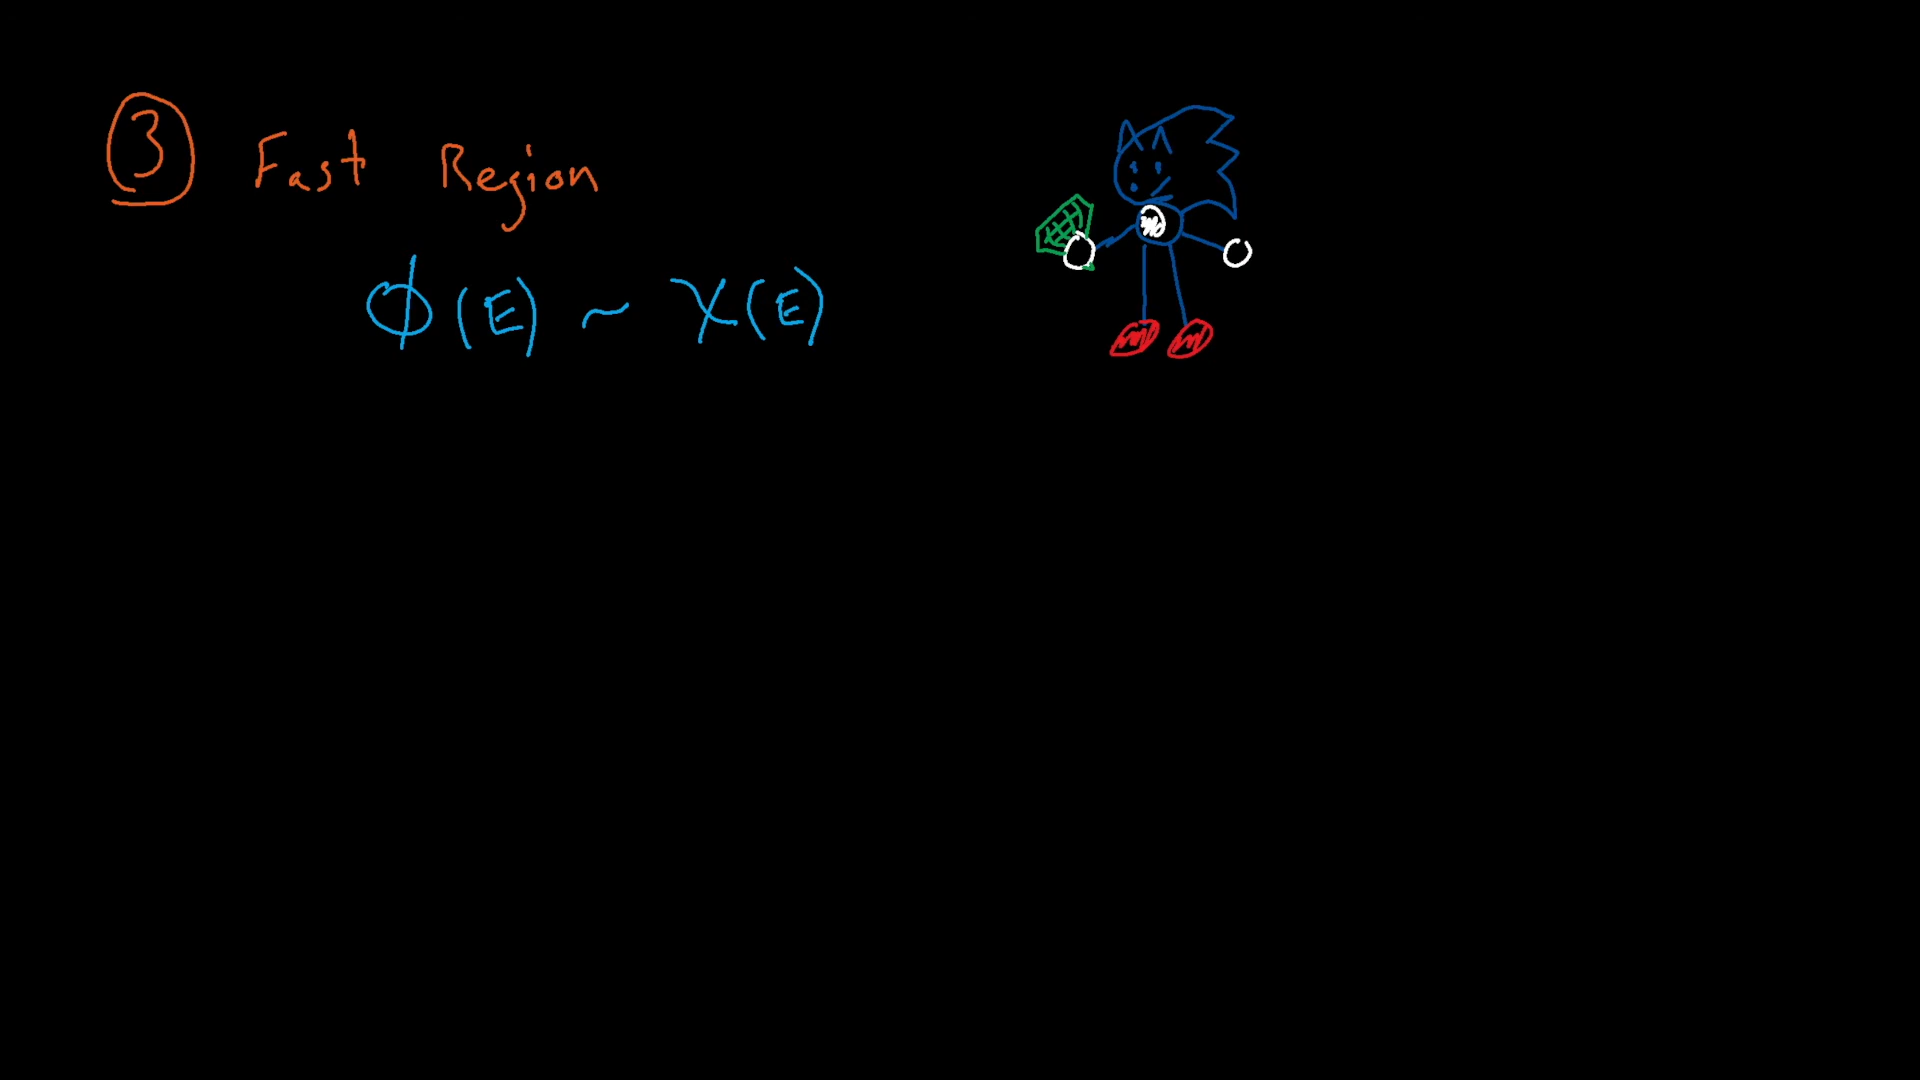 ③ Fast Region
ϕ(E) ~ χ(E)